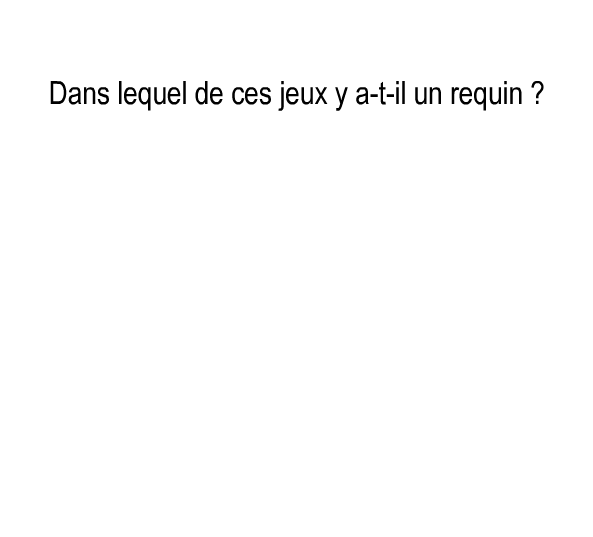 Dans lequel de ces jeux y a-t-il un requin ?